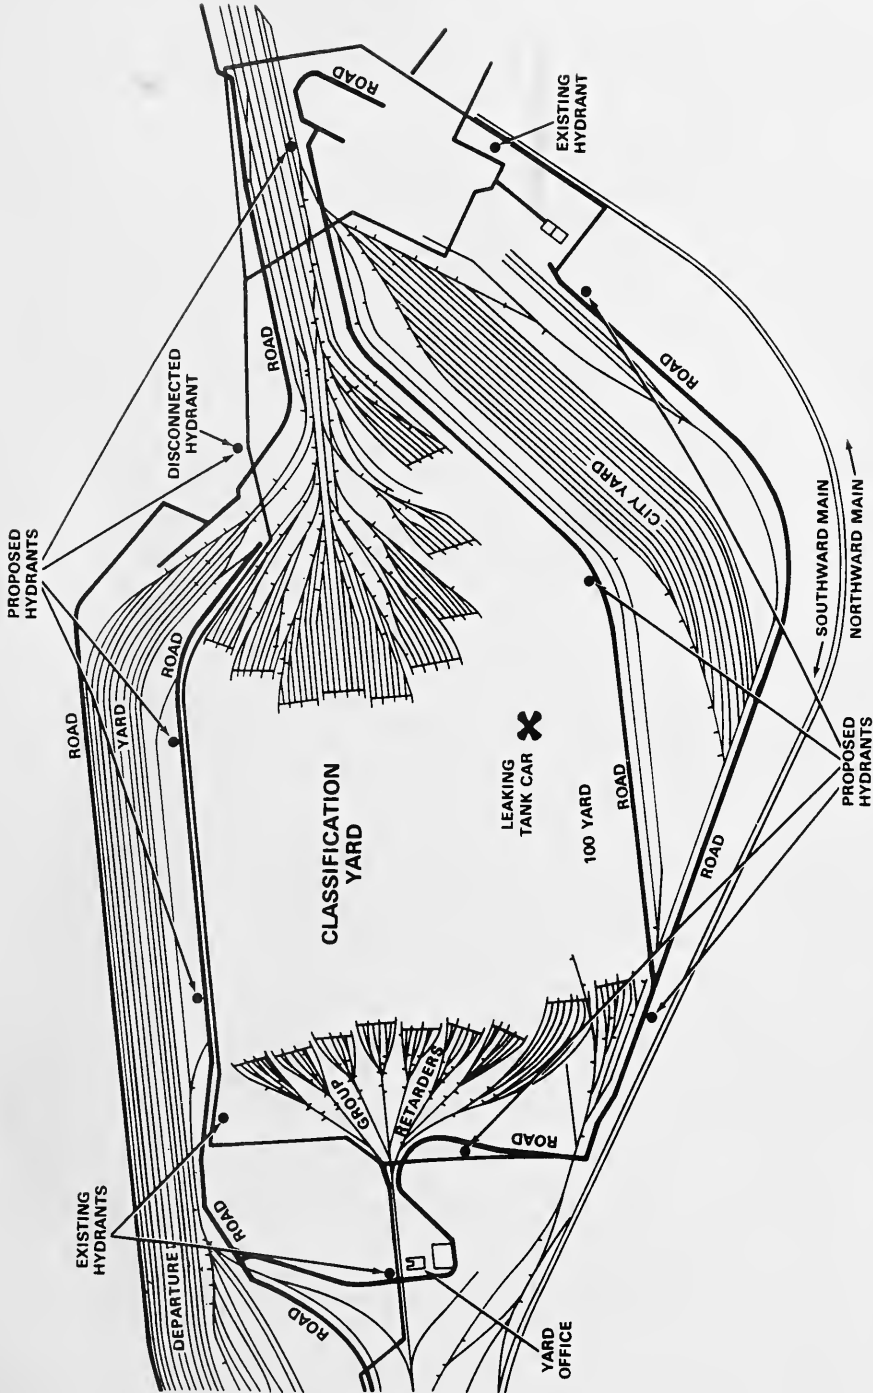 ROAD
EXISTING
HYDRANT
DISCONNECTED
HYDRANT
ROAD
PROPOSED
HYDRANTS
ROAD
CITY YARD
ROAD
SOUTHWARD MAIN
NORTHWARD MAIN
ROAD
YARD
LEAKING
TANK CAR
CLASSIFICATION
YARD
100 YARD
ROAD
ROAD
PROPOSED
HYDRANTS
GROUP
RETARDERS
ROAD
EXISTING
HYDRANTS
ROAD
DEPARTURE
ROAD
YARD
OFFICE